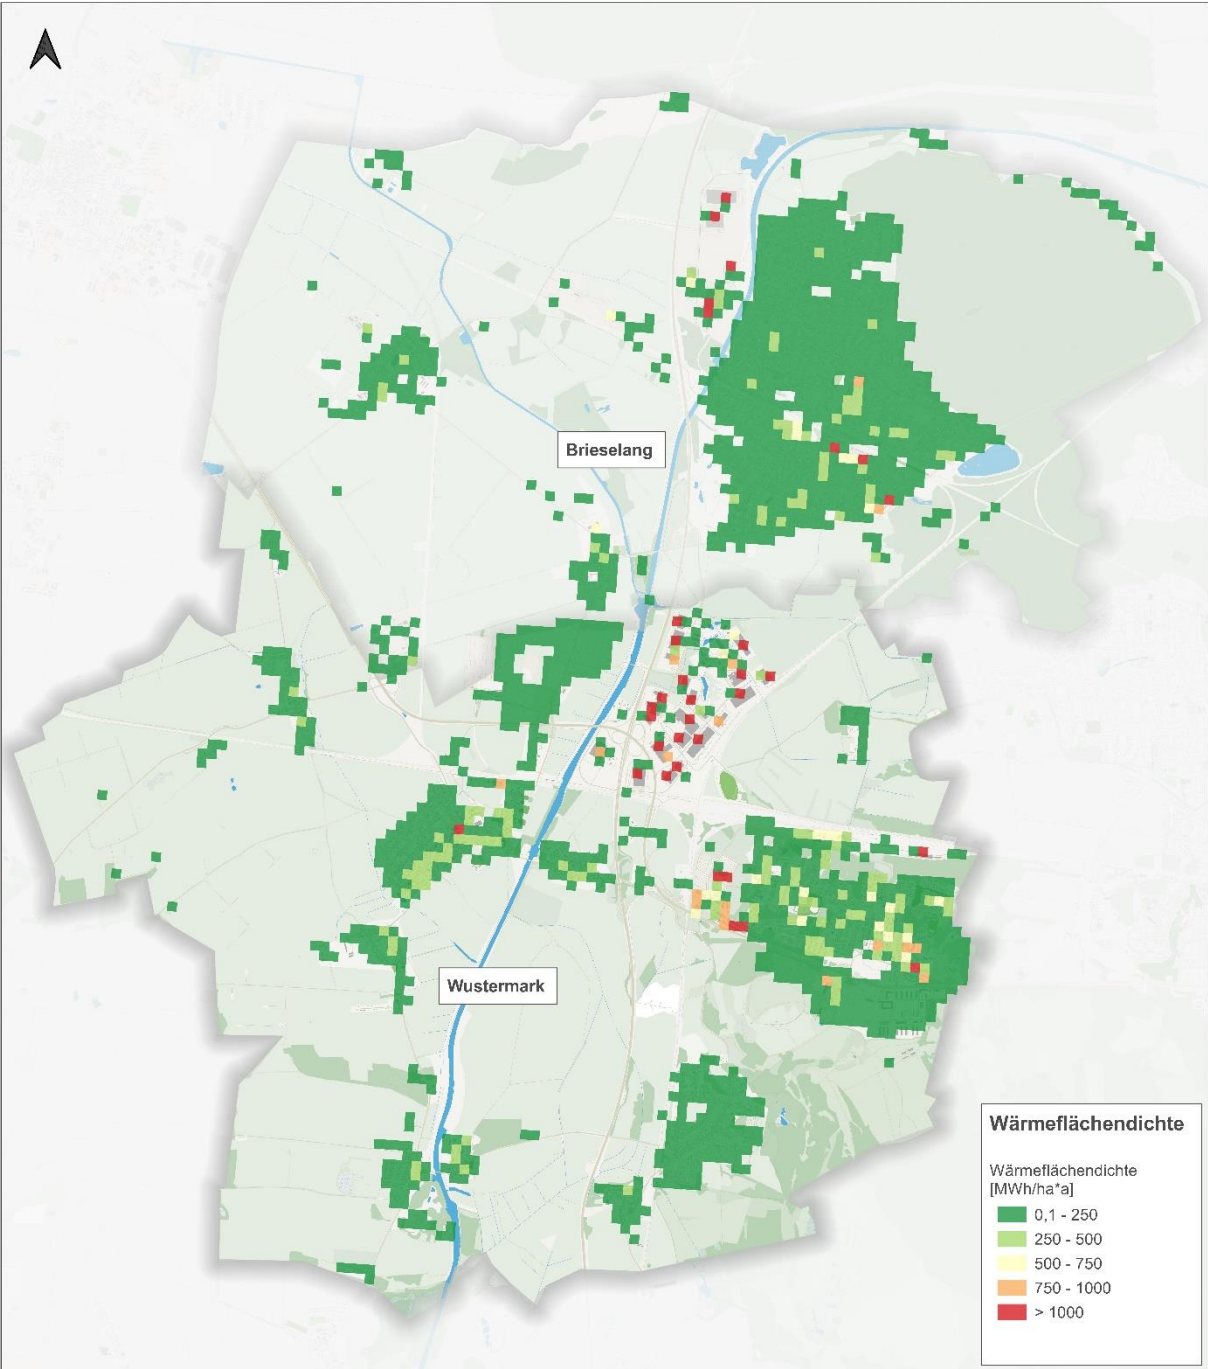 Brieselang
Wustermark
Wärmeflächendichte
Wärmeflächendichte
[MWh/ha*a]
0,1 - 250
250 - 500
500 - 750
750 - 1000
> 1000